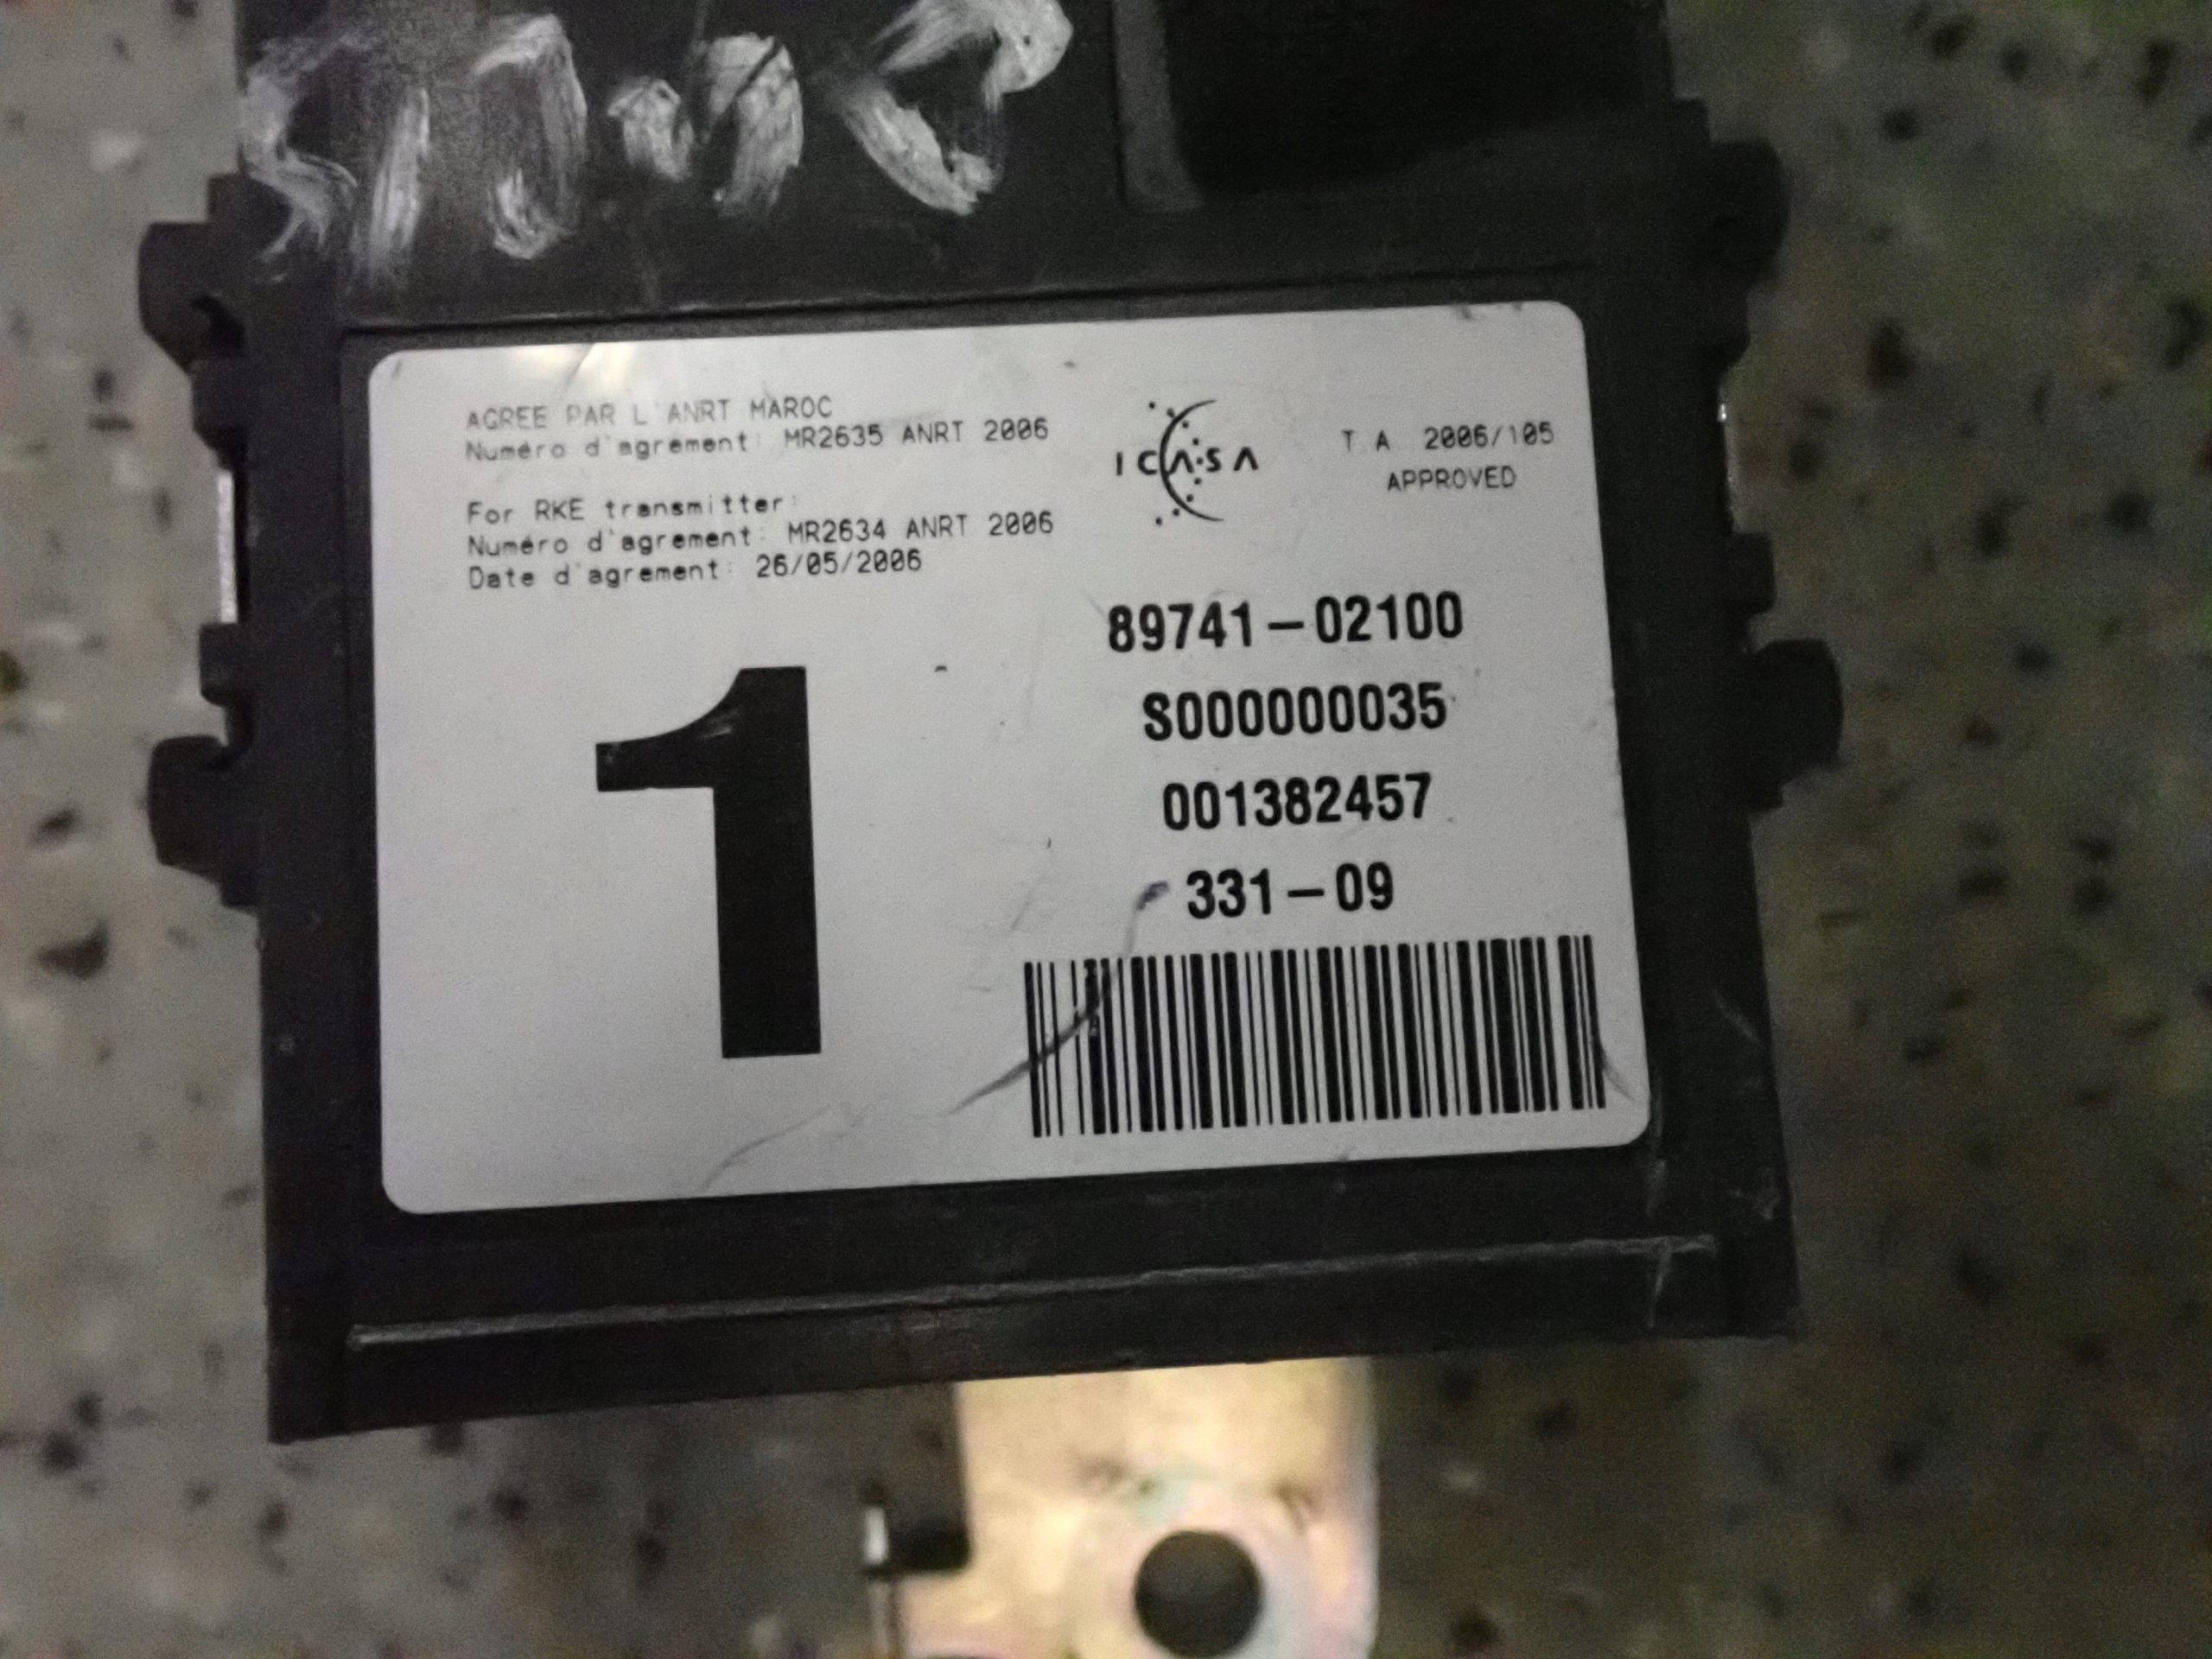 AGREE PAR L'ANRT MAROC
Numéro d'agrement: MR2635 ANRT 2006
For RKE transmitter:
Numéro d'agrement: MR2634 ANRT 2006
Date d'agrement: 26/05/2006
ICASA
T A 2006/105
APPROVED
89741-02100
S000000035
001382457
331-09
1